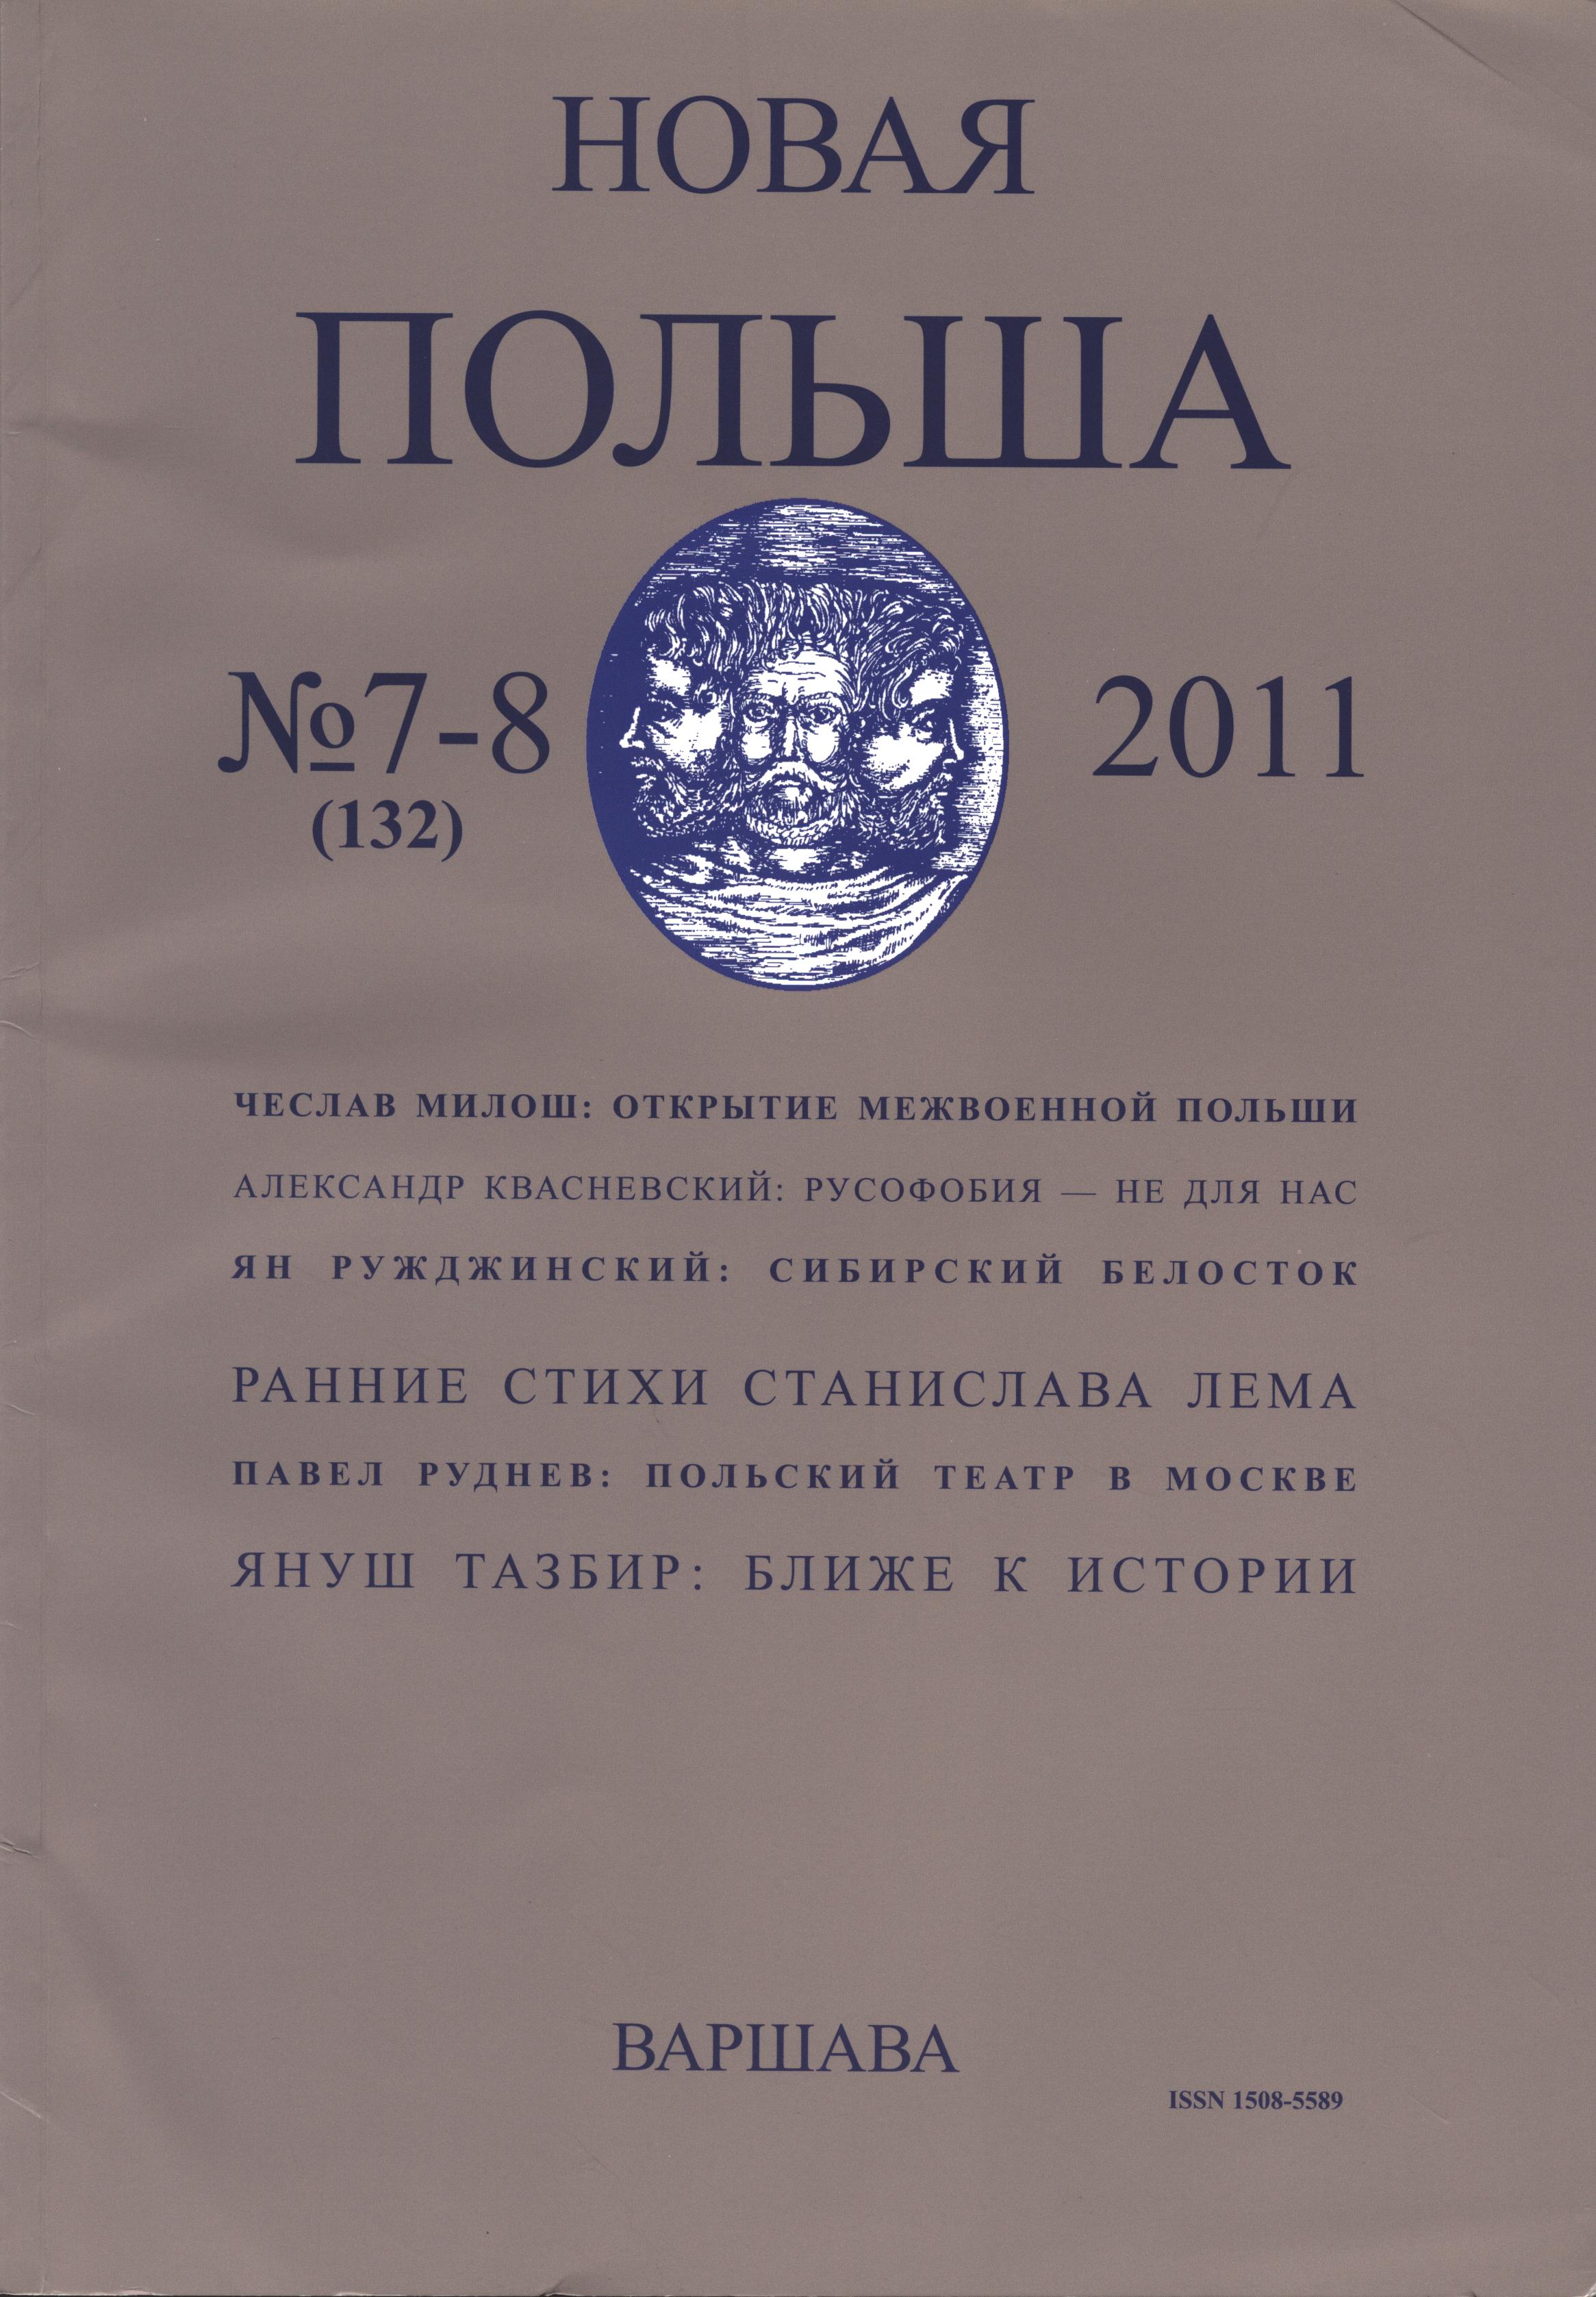 НОВАЯ
ПОЛЬША
№7-8
(132)
2011
ЧЕСЛАВ МИЛОШ: ОТКРЫТИЕ МЕЖВОЕННОЙ ПОЛЬШИ
АЛЕКСАНДР КВАСНЕВСКИЙ: РУСОФОБИЯ — НЕ ДЛЯ НАС
ЯН РУЖДЖИНСКИЙ: СИБИРСКИЙ БЕЛОСТОК
РАННИЕ СТИХИ СТАНИСЛАВА ЛЕМА
ПАВЕЛ РУДНЕВ: ПОЛЬСКИЙ ТЕАТР В МОСКВЕ
ЯНУШ ТАЗБИР: БЛИЖЕ К ИСТОРИИ
ВАРШАВА
ISSN 1508-5589